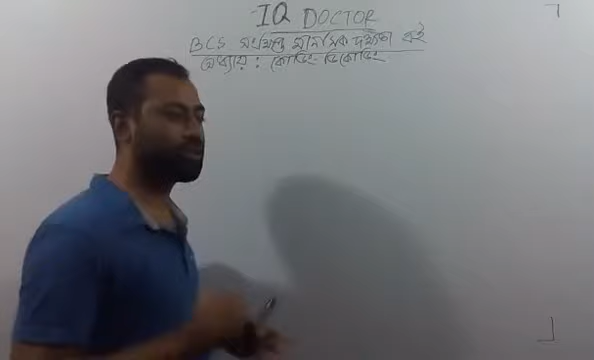 IQ DOCTOR
BCS সংক্ষিপ্ত মানসিক দক্ষতা বই
অধ্যায় : কোডিং ডিকোডিং